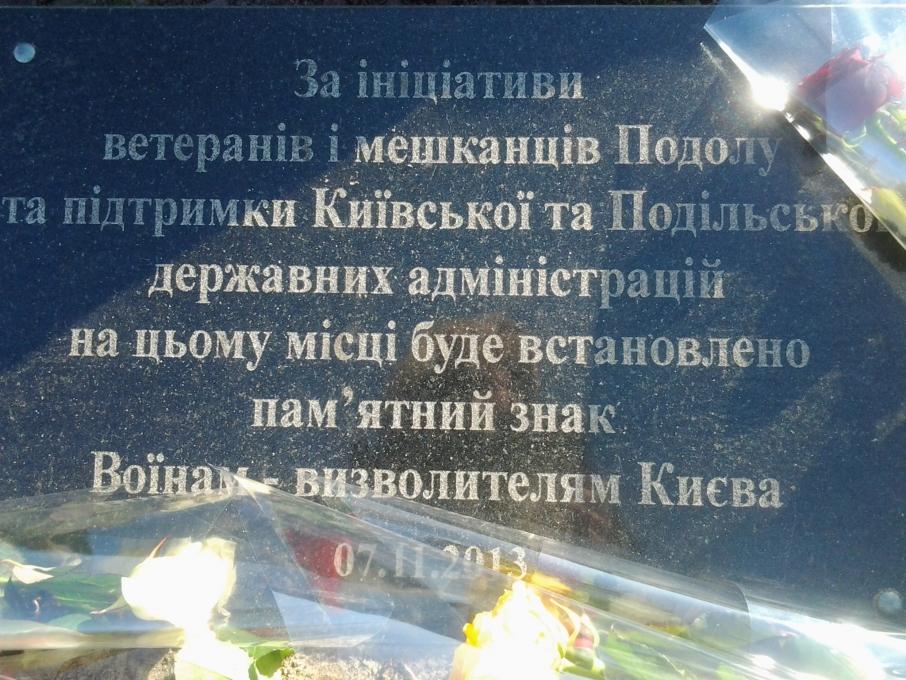 За ініціативи
ветеранів і мешканців Подолу
та підтримки Київської та Подільської
державних адміністрацій
на цьому місці буде встановлено
пам’ятний знак
Воїнам - визволителям Києва
07.11.2013